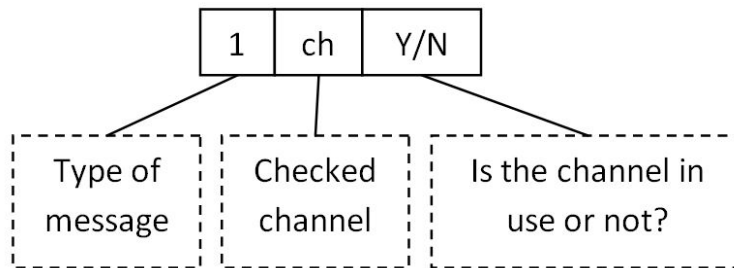 1 ch Y/N
Type of message
Checked channel
Is the channel in use or not?